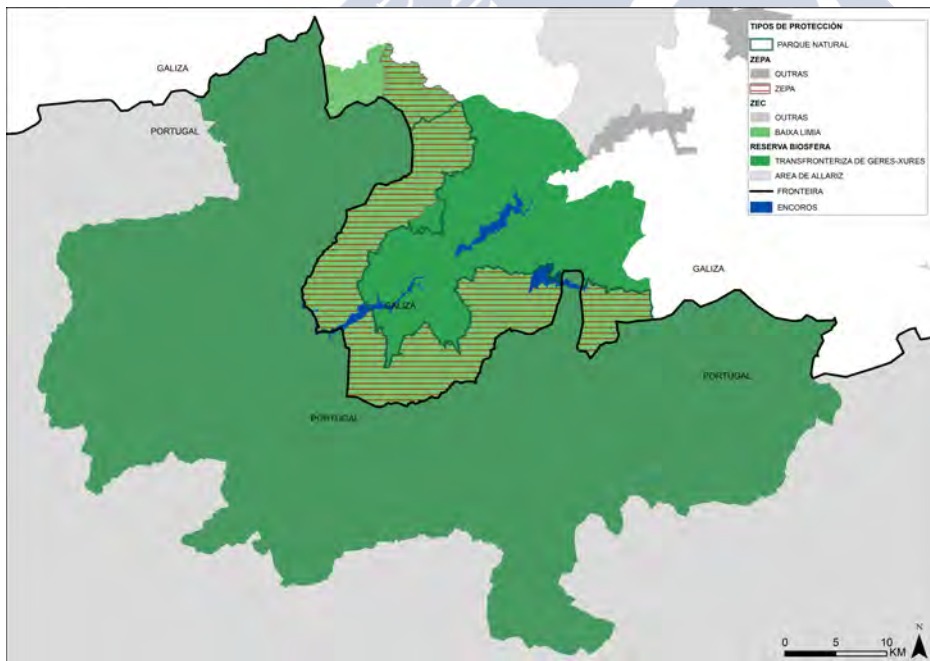 GALIZA
PORTUGAL
GALIZA
GALIZA
PORTUGAL
PORTUGAL
TIPOS DE PROTECCIÓN
PARQUE NATURAL
ZEPA
OUTRAS
ZEPA
ZEC
OUTRAS
BAIXA LIMIA
RESERVA BIOSFERA
TRANSFRONTERIZA DE GERES-XURES
AREA DE ALLARIZ
FRONTEIRA
ENCOROS
N
0 5 10
KM